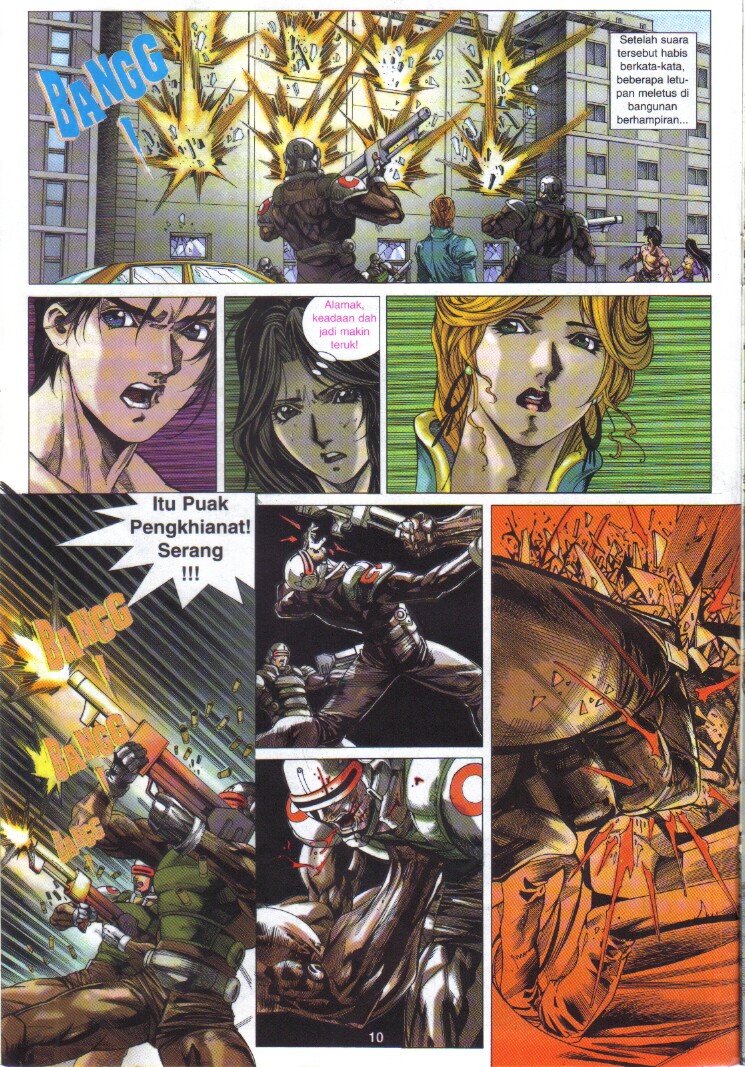 BANGG
!
Setelah suara
tersebut habis
berkata-kata,
beberapa letu-
pan meletus di
bangunan
berhampiran...
Alamak,
keadaan dah
jadi makin
teruk!
Itu Puak
Pengkhianat!
Serang
!!!
BANGG
!
BANGG
!
BANGG
10